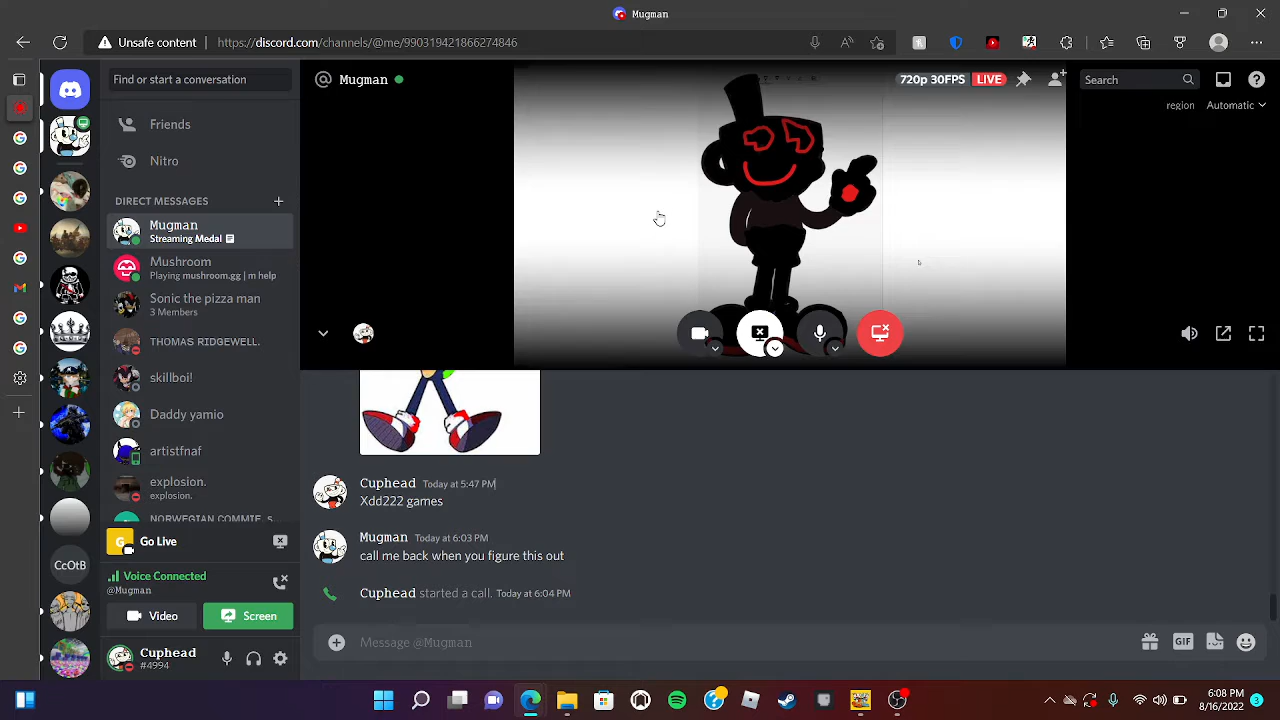 Mugman
Unsafe content
https://discord.com/channels/@me/990319421866274846
Find or start a conversation
Mugman
720p 30FPS
LIVE
Search
region
Automatic
Friends
Nitro
DIRECT MESSAGES
Mugman
Streaming Medal
Mushroom
Playing mushroom.gg | m help
Sonic the pizza man
3 Members
THOMAS RIDGEWELL.
skillboi!
Daddy yamio
artistfnaf
explosion.
explosion.
NORWEGIAN COMMIE, S...
Cuphead Today at 5:47 PM
Xdd222 games
Mugman Today at 6:03 PM
call me back when you figure this out
Cuphead started a call. Today at 6:04 PM
Go Live
Voice Connected
@Mugman
Video
Screen
CcOtB
Message @Mugman
GIF
Cuphead
#4994
6:08 PM
8/16/2022
3